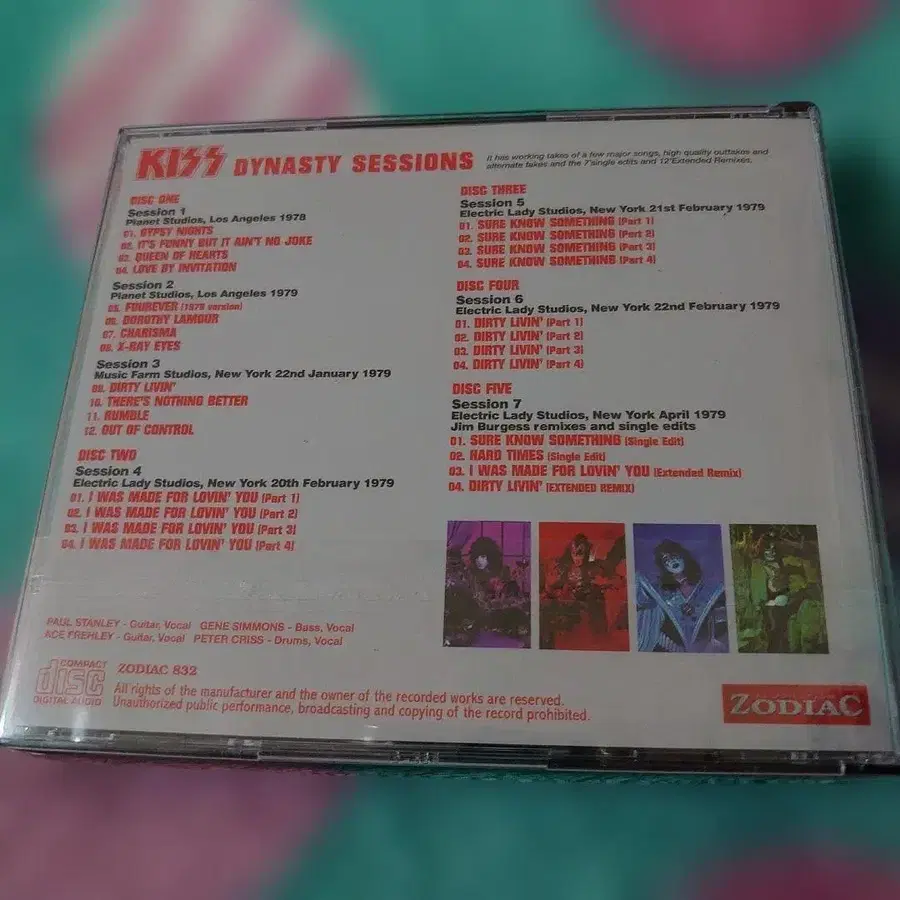 KISS DYNASTY SESSIONS
It has working takes of a few major songs, high quality outtakes and
alternate takes and the 7'single edits and 12'Extended Remixes.
DISC ONE
Session 1
Planet Studios, Los Angeles 1978
01. GYPSY NIGHTS
02. IT'S FUNNY BUT IT AIN'T NO JOKE
03. QUEEN OF HEARTS
04. LOVE BY INVITATION
Session 2
Planet Studios, Los Angeles 1979
05. FOUREVER (1979 version)
06. DOROTHY LAMOUR
07. CHARISMA
08. X-RAY EYES
Session 3
Music Farm Studios, New York 22nd January 1979
09. DIRTY LIVIN'
10. THERE'S NOTHING BETTER
11. RUMBLE
12. OUT OF CONTROL
DISC TWO
Session 4
Electric Lady Studios, New York 20th February 1979
01. I WAS MADE FOR LOVIN' YOU (Part 1)
02. I WAS MADE FOR LOVIN' YOU (Part 2)
03. I WAS MADE FOR LOVIN' YOU (Part 3)
04. I WAS MADE FOR LOVIN' YOU (Part 4)
DISC THREE
Session 5
Electric Lady Studios, New York 21st February 1979
01. SURE KNOW SOMETHING (Part 1)
02. SURE KNOW SOMETHING (Part 2)
03. SURE KNOW SOMETHING (Part 3)
04. SURE KNOW SOMETHING (Part 4)
DISC FOUR
Session 6
Electric Lady Studios, New York 22nd February 1979
01. DIRTY LIVIN' (Part 1)
02. DIRTY LIVIN' (Part 2)
03. DIRTY LIVIN' (Part 3)
04. DIRTY LIVIN' (Part 4)
DISC FIVE
Session 7
Electric Lady Studios, New York April 1979
Jim Burgess remixes and single edits
01. SURE KNOW SOMETHING (Single Edit)
02. HARD TIMES (Single Edit)
03. I WAS MADE FOR LOVIN' YOU (Extended Remix)
04. DIRTY LIVIN' (EXTENDED REMIX)
PAUL STANLEY - Guitar, Vocal GENE SIMMONS - Bass, Vocal
ACE FREHLEY - Guitar, Vocal PETER CRISS - Drums, Vocal
COMPACT
disc
DIGITAL AUDIO
ZODIAC 832
All rights of the manufacturer and the owner of the recorded works are reserved.
Unauthorized public performance, broadcasting and copying of the record prohibited.
ZODIAC